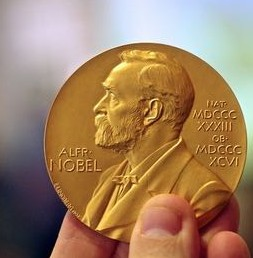 ALFR·
NOBEL
NAT·
MDCCC
XXXIII
OB·
MDCCC
XCVI